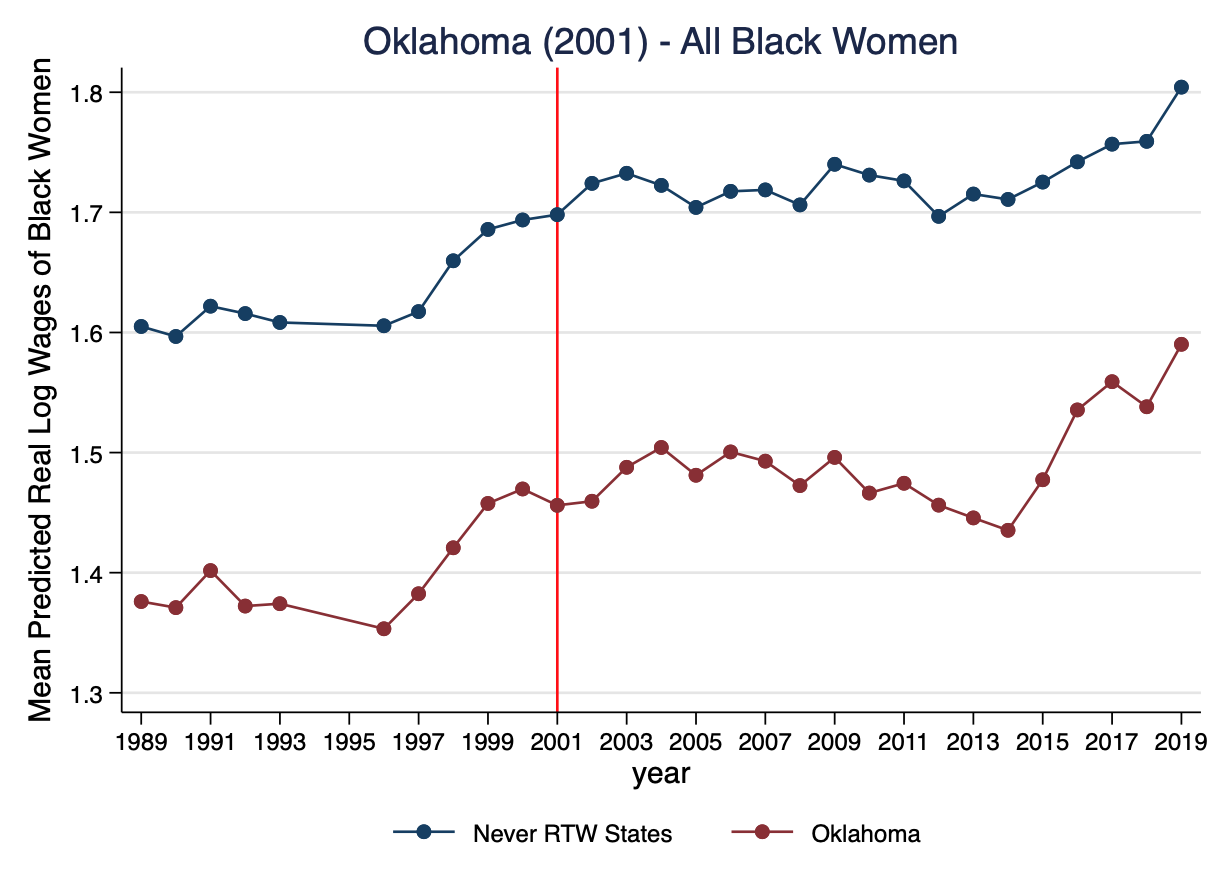 Oklahoma (2001) - All Black Women
Mean Predicted Real Log Wages of Black Women
1.8
1.7
1.6
1.5
1.4
1.3
1989 1991 1993 1995 1997 1999 2001 2003 2005 2007 2009 2011 2013 2015 2017 2019
year
Never RTW States Oklahoma